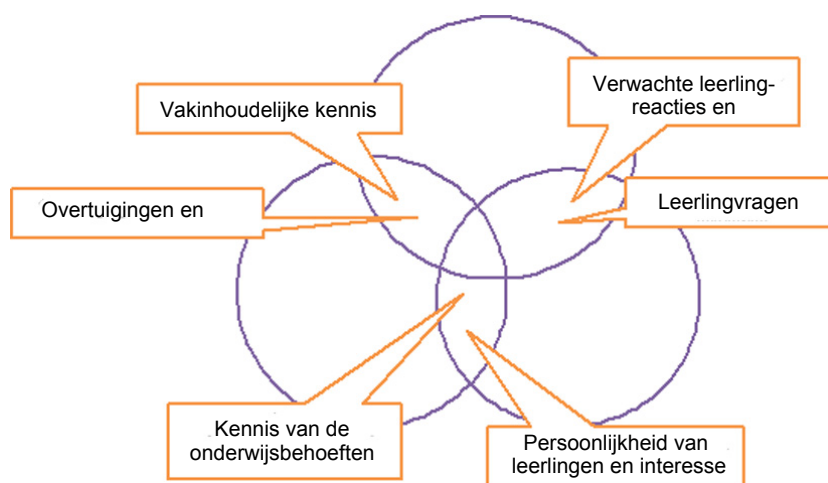 Vakinhoudelijke kennis
Verwachte leerling-
reacties en
Overtuigingen en
Leerlingvragen
Kennis van de
onderwijsbehoeften
Persoonlijkheid van
leerlingen en interesse